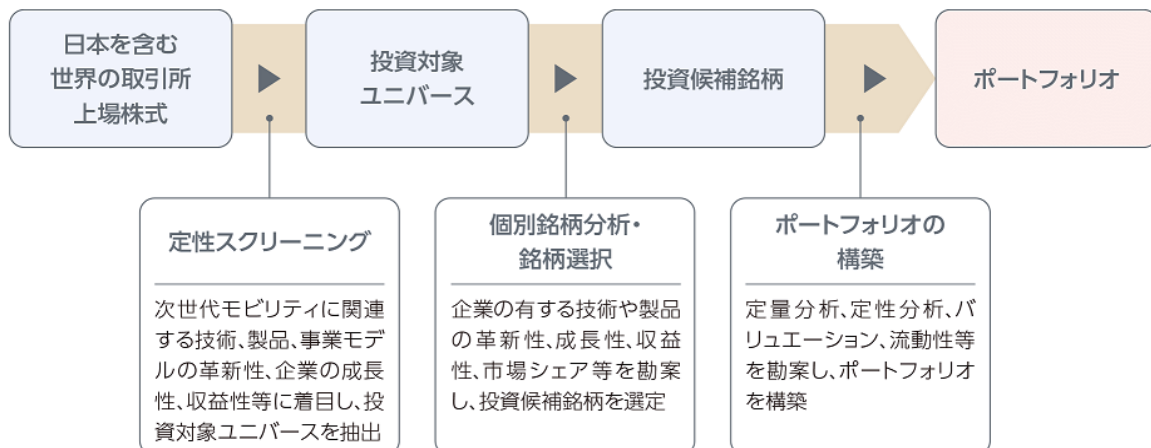 日本を含む
世界の取引所
上場株式
投資対象
ユニバース
投資候補銘柄
ポートフォリオ
定性スクリーニング
次世代モビリティに関連
する技術、製品、事業モデ
ルの革新性、企業の成長
性、収益性等に着目し、投
資対象ユニバースを抽出
個別銘柄分析・
銘柄選択
企業の有する技術や製品
の革新性、成長性、収益
性、市場シェア等を勘案
し、投資候補銘柄を選定
ポートフォリオの
構築
定量分析、定性分析、バ
リュエーション、流動性等
を勘案し、ポートフォリオ
を構築